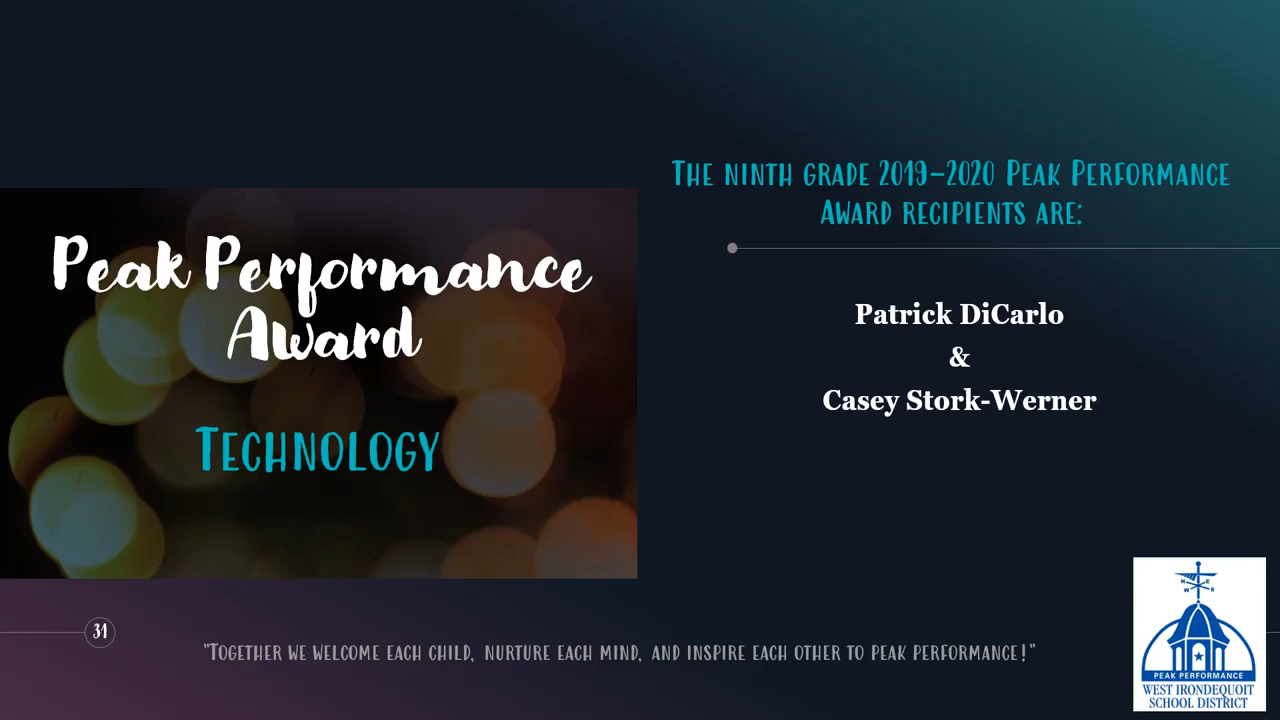 The ninth grade 2019-2020 Peak Performance
Award recipients are:
Peak Performance
Award
Technology
Patrick DiCarlo
&
Casey Stork-Werner
31
"Together we welcome each child, nurture each mind, and inspire each other to peak performance!"
N E
W S
PEAK PERFORMANCE
WEST IRONDEQUOIT
SCHOOL DISTRICT